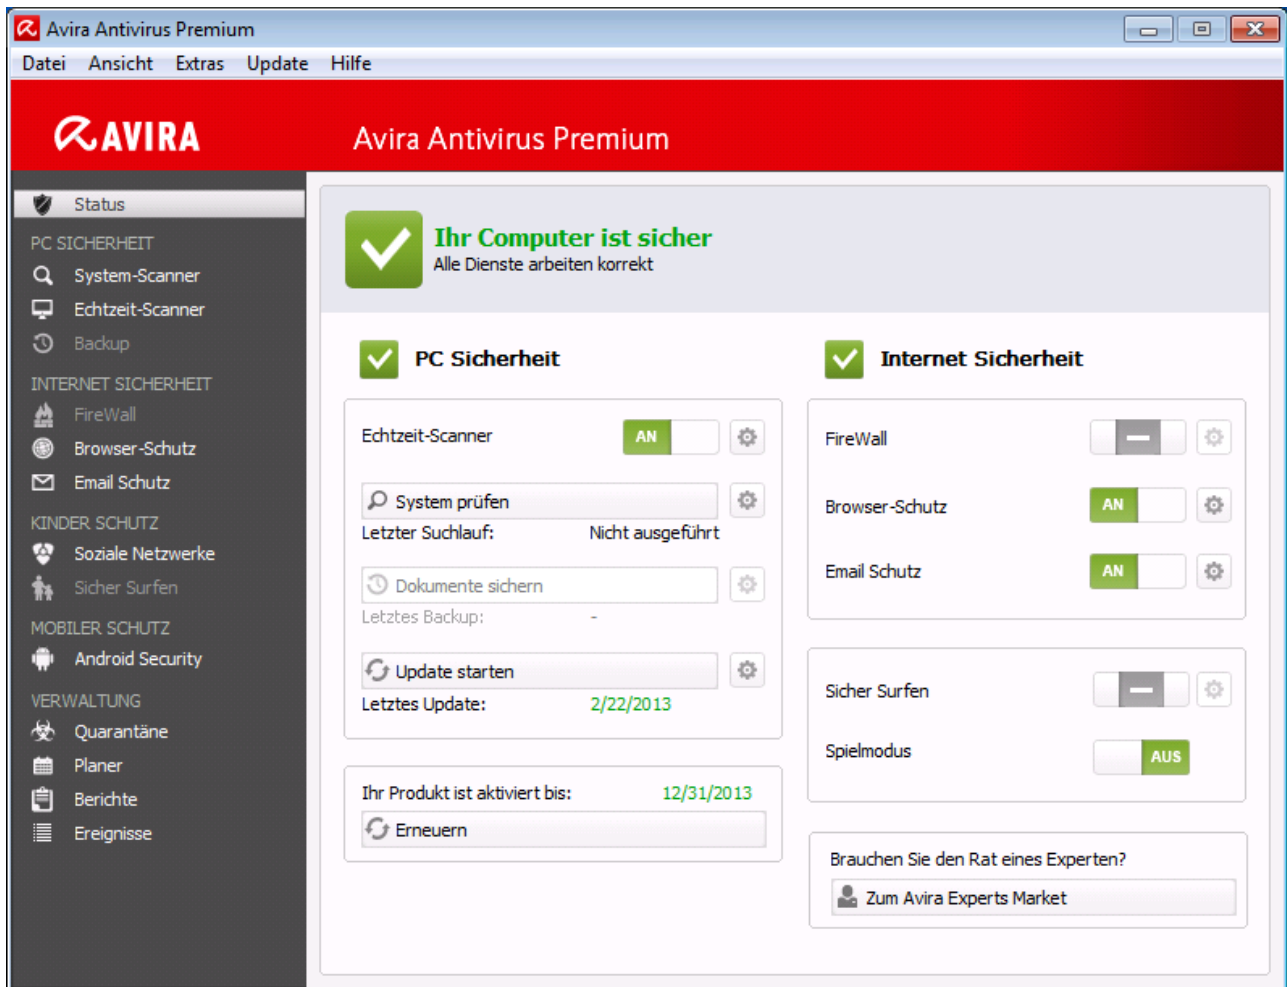 Avira Antivirus Premium
Datei Ansicht Extras Update Hilfe
AVIRA
Avira Antivirus Premium
Status
PC SICHERHEIT
System-Scanner
Echtzeit-Scanner
Backup
INTERNET SICHERHEIT
FireWall
Browser-Schutz
Email Schutz
KINDER SCHUTZ
Soziale Netzwerke
Sicher Surfen
MOBILER SCHUTZ
Android Security
VERWALTUNG
Quarantäne
Planer
Berichte
Ereignisse
Ihr Computer ist sicher
Alle Dienste arbeiten korrekt
PC Sicherheit
Echtzeit-Scanner AN
System prüfen
Letzter Suchlauf: Nicht ausgeführt
Dokumente sichern
Letztes Backup: -
Update starten
Letztes Update: 2/22/2013
Ihr Produkt ist aktiviert bis: 12/31/2013
Erneuern
Internet Sicherheit
FireWall
Browser-Schutz AN
Email Schutz AN
Sicher Surfen
Spielmodus AUS
Brauchen Sie den Rat eines Experten?
Zum Avira Experts Market